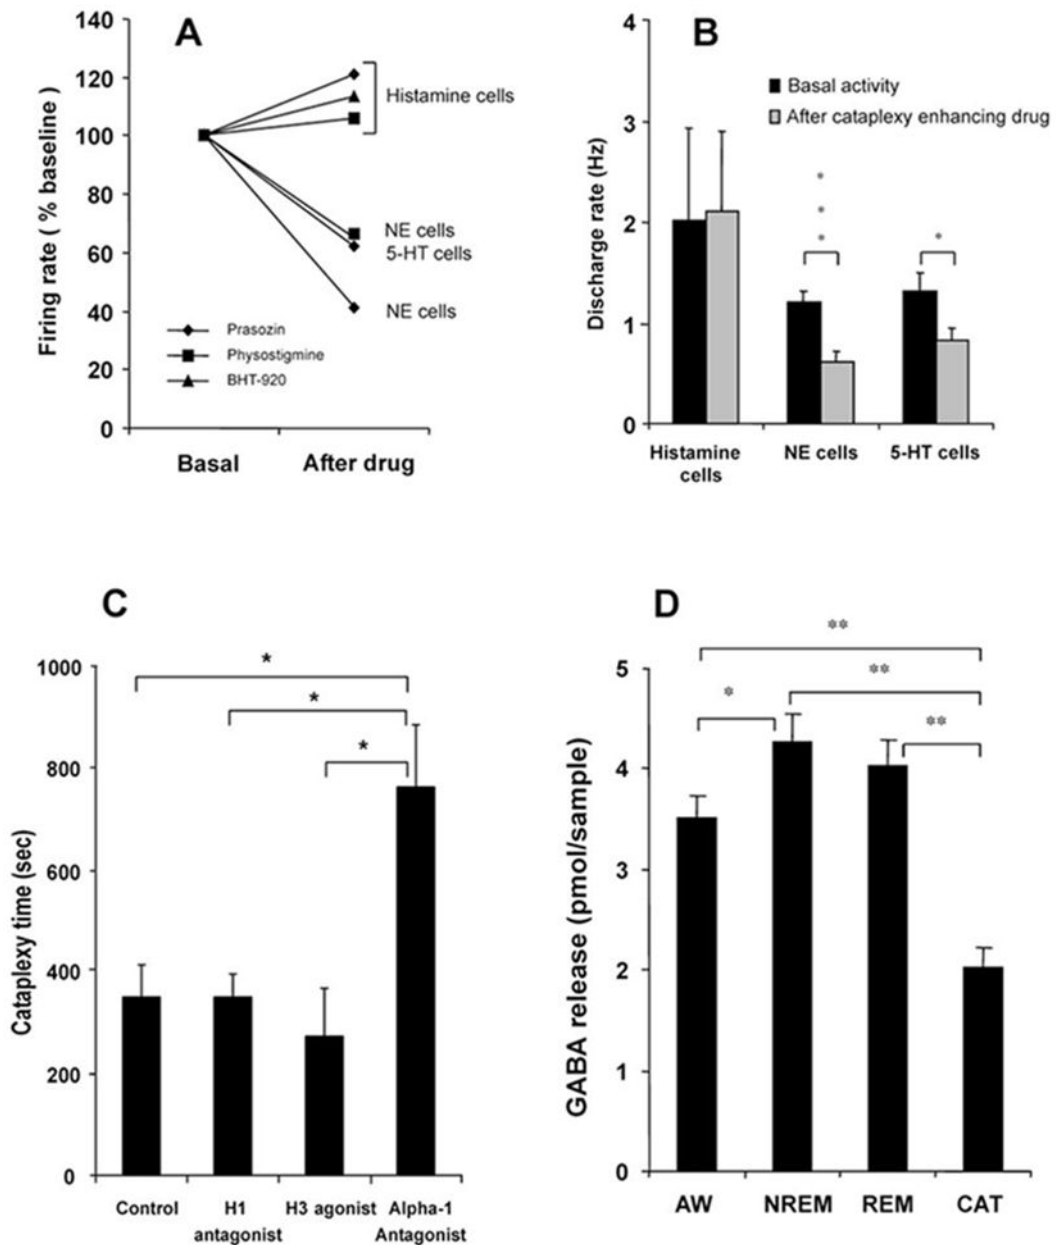 A
Firing rate ( % baseline )
140
120
100
80
60
40
20
0
Histamine cells
NE cells
5-HT cells
NE cells
Prasozin
Physostigmine
BHT-920
Basal
After drug
B
Discharge rate (Hz)
4
3
2
1
0
Basal activity
After cataplexy enhancing drug
*
*
*
*
Histamine
cells
NE cells
5-HT cells
C
Cataplexy time (sec)
1000
800
600
400
200
0
*
*
*
Control
H1
antagonist
H3 agonist
Alpha-1
Antagonist
D
GABA release (pmol/sample)
5
4
3
2
1
0
**
**
*
**
AW
NREM
REM
CAT